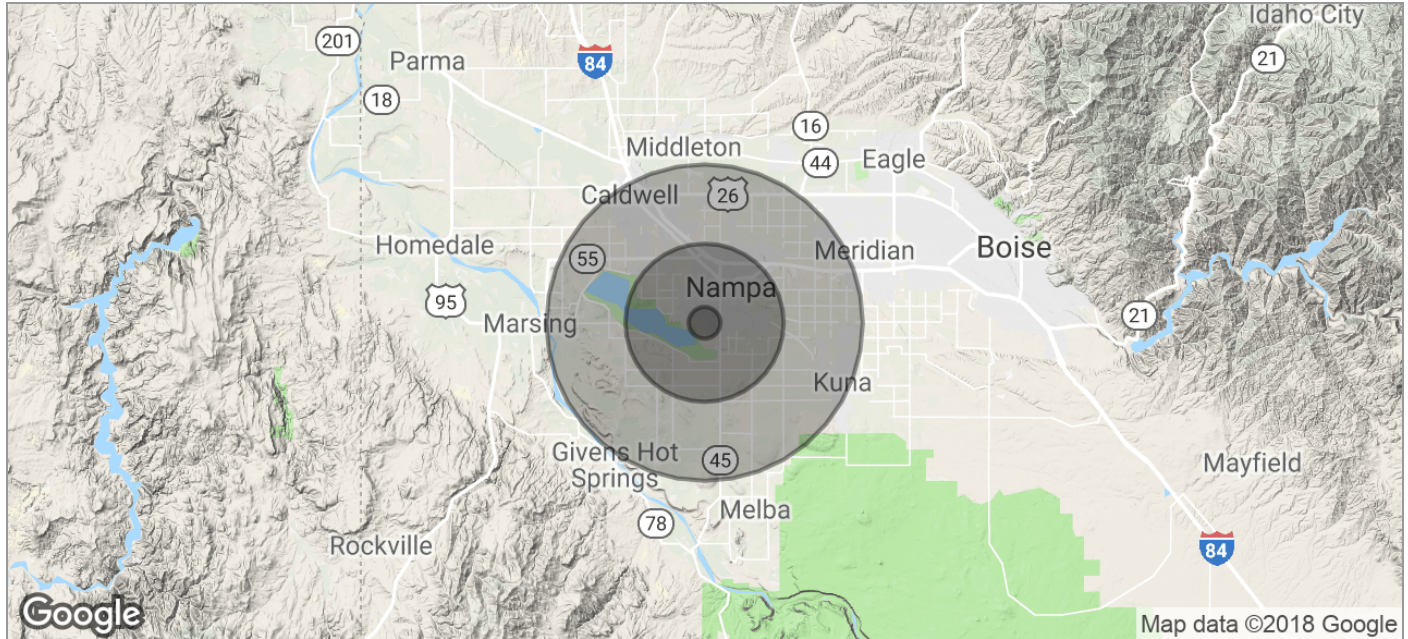 Idaho City
201
Parma
84
21
18
16
Middleton
44
Eagle
Caldwell
26
Homedale
55
Meridian
Boise
Nampa
95
Marsing
21
Kuna
Givens Hot
Springs
45
Mayfield
Melba
78
Rockville
84
Google
Map data ©2018 Google